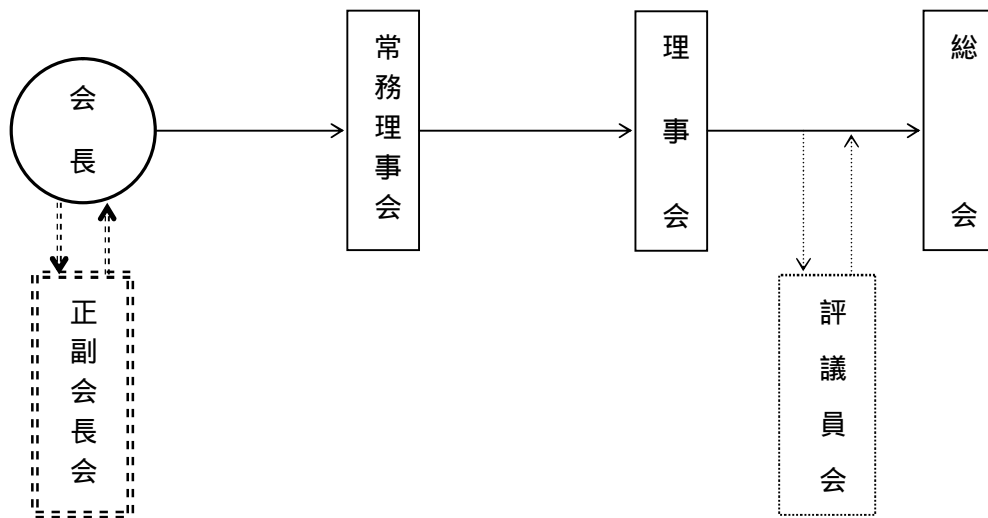 会長
常務理事会
理事会
総会
正副会長会
評議員会